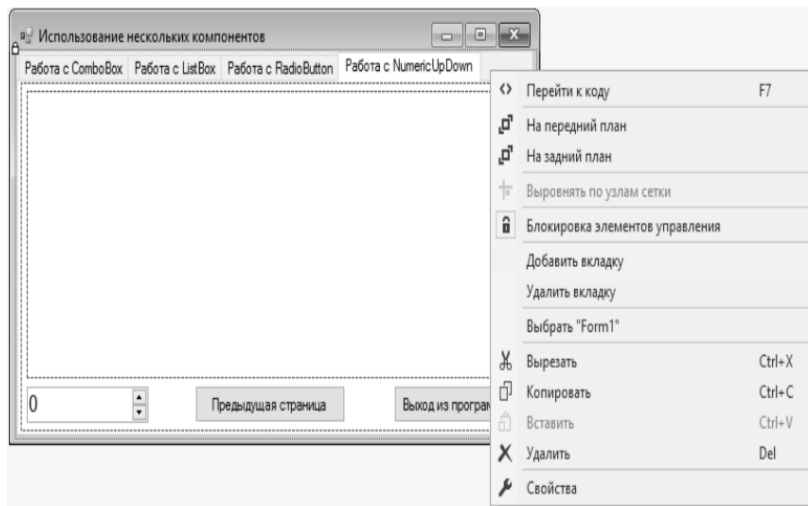 Использование нескольких компонентов
Работа с ComboBox Работа с ListBox Работа с RadioButton Работа с NumericUpDown
Перейти к коду F7
На передний план
На задний план
Выровнять по узлам сетки
Блокировка элементов управления
Добавить вкладку
Удалить вкладку
Выбрать "Form1"
Вырезать Ctrl+X
Копировать Ctrl+C
Вставить Ctrl+V
Удалить Del
Свойства
0 Предыдущая страница Выход из програм